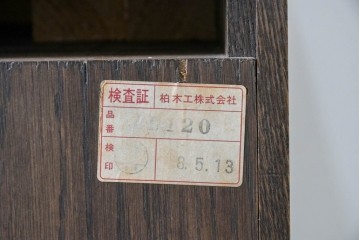 検査証 柏木工株式会社
品番 120
検印 8.5.13